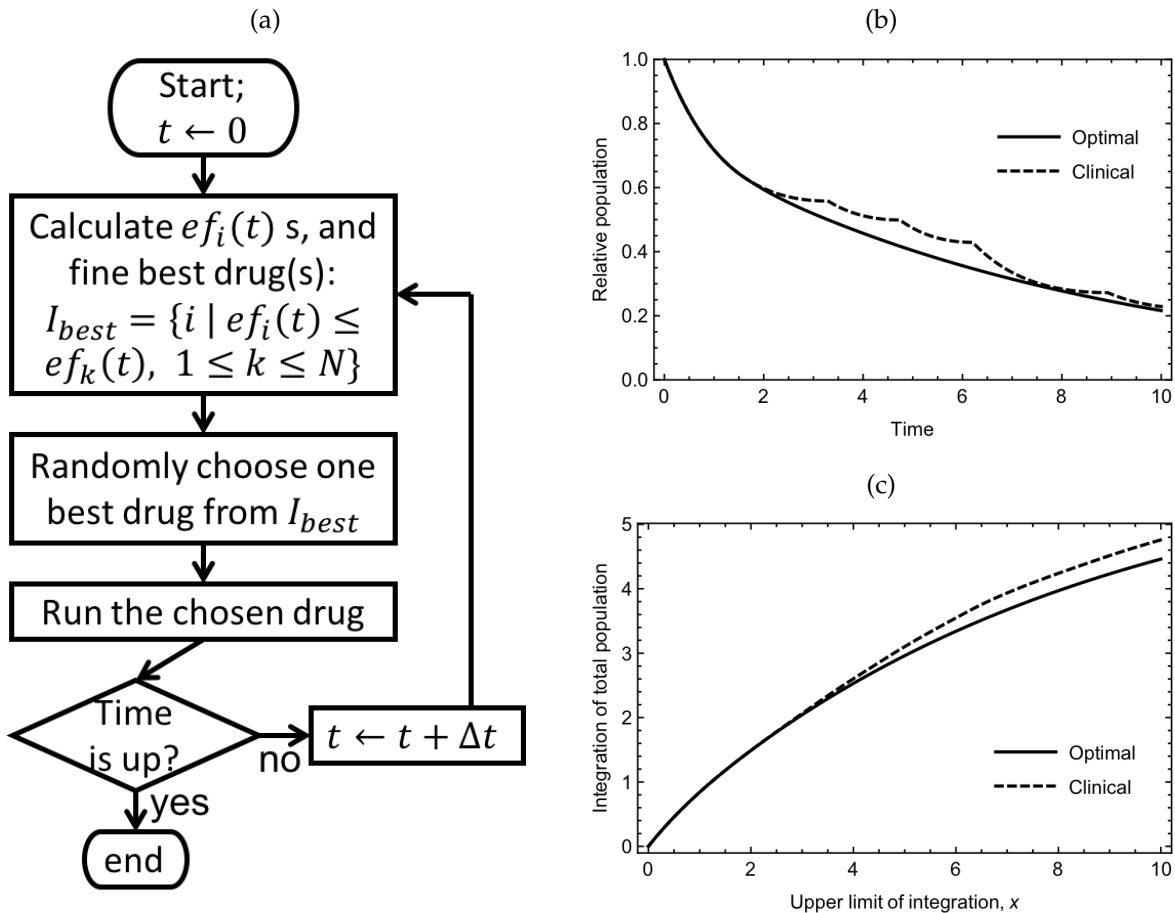 (a)
Start;
t ← 0
Calculate ef_i(t) s, and
fine best drug(s):
I_best = {i | ef_i(t) ≤
ef_k(t), 1 ≤ k ≤ N}
Randomly choose one
best drug from I_best
Run the chosen drug
Time
is up?
no
t ← t + Δt
yes
end
(b)
Relative population
1.0
0.8
0.6
0.4
0.2
0.0
Optimal
Clinical
0 2 4 6 8 10
Time
(c)
Integration of total population
5
4
3
2
1
0
Optimal
Clinical
0 2 4 6 8 10
Upper limit of integration, x